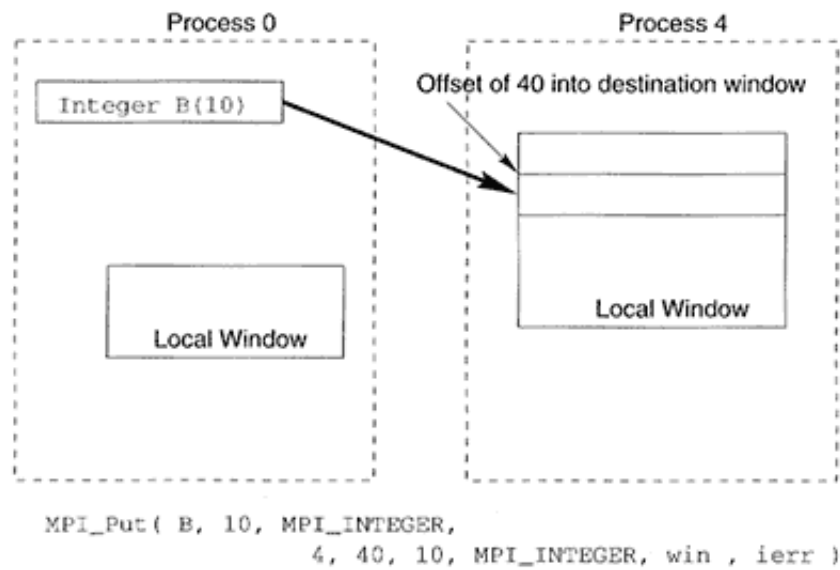 Process 0
Process 4
Integer B(10)
Offset of 40 into destination window
Local Window
Local Window
MPI_Put( B, 10, MPI_INTEGER,
4, 40, 10, MPI_INTEGER, win , ierr )